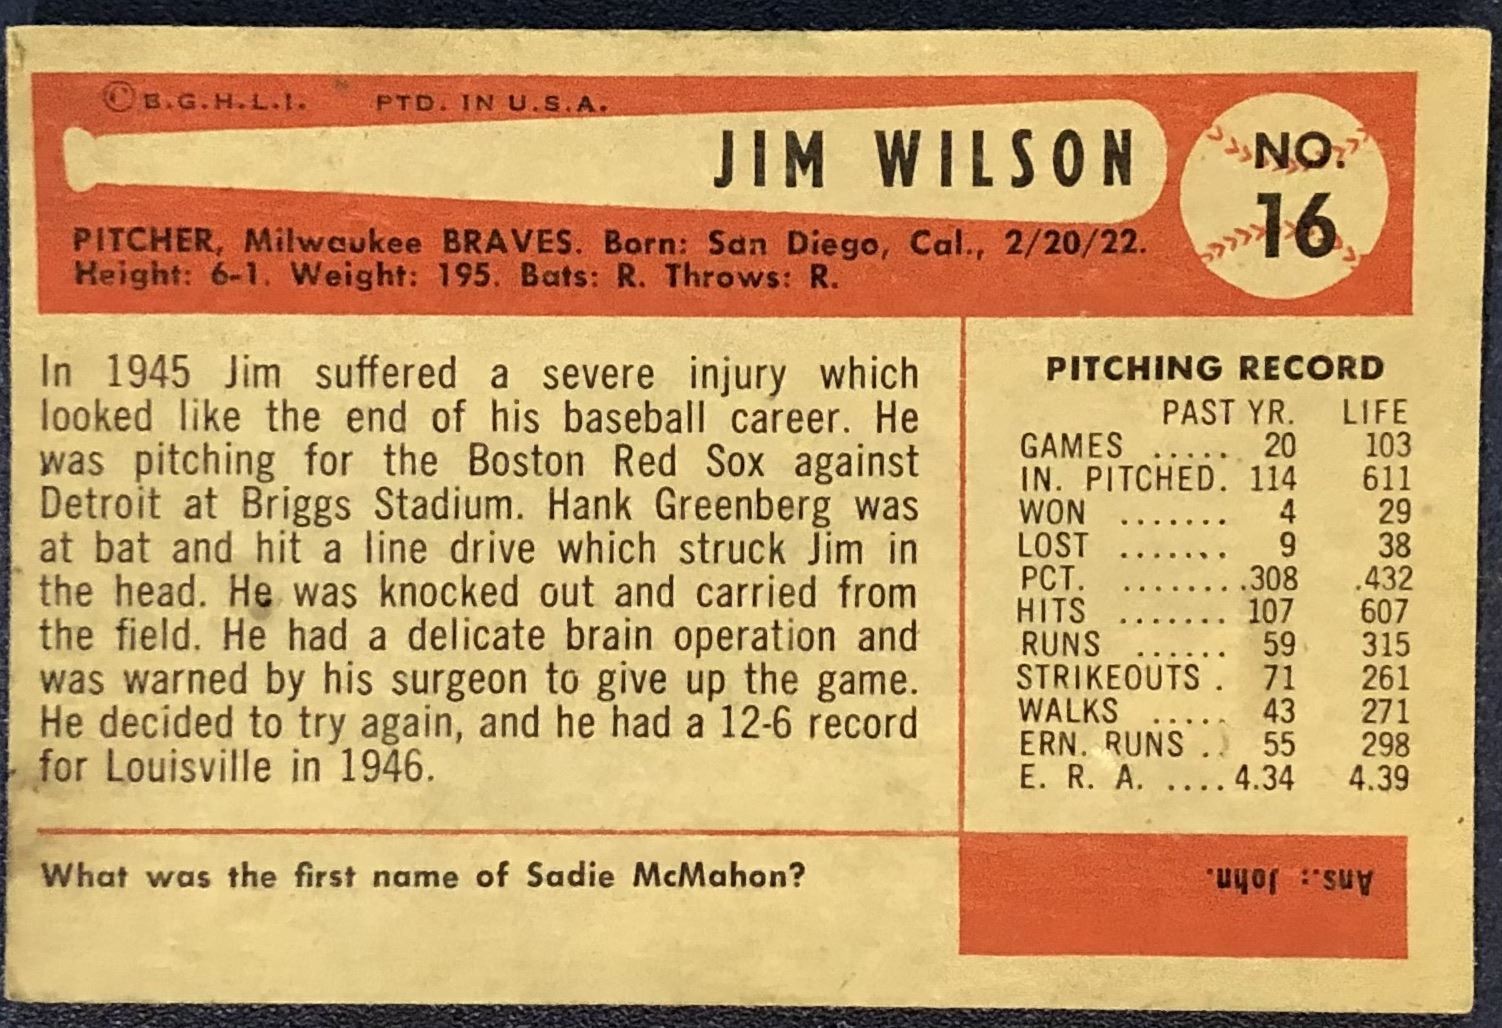 ©B.G.H.L.I. PTD. IN U.S.A.
JIM WILSON
NO.
16
PITCHER, Milwaukee BRAVES. Born: San Diego, Cal., 2/20/22.
Height: 6-1. Weight: 195. Bats: R. Throws: R.
In 1945 Jim suffered a severe injury which
looked like the end of his baseball career. He
was pitching for the Boston Red Sox against
Detroit at Briggs Stadium. Hank Greenberg was
at bat and hit a line drive which struck Jim in
the head. He was knocked out and carried from
the field. He had a delicate brain operation and
was warned by his surgeon to give up the game.
He decided to try again, and he had a 12-6 record
for Louisville in 1946.
PITCHING RECORD
PAST YR. LIFE
GAMES ..... 20 103
IN. PITCHED. 114 611
WON ....... 4 29
LOST ....... 9 38
PCT. ........ .308 .432
HITS ....... 107 607
RUNS ...... 59 315
STRIKEOUTS . 71 261
WALKS ..... 43 271
ERN. RUNS .. 55 298
E. R. A. .... 4.34 4.39
What was the first name of Sadie McMahon?
Ans.: John.